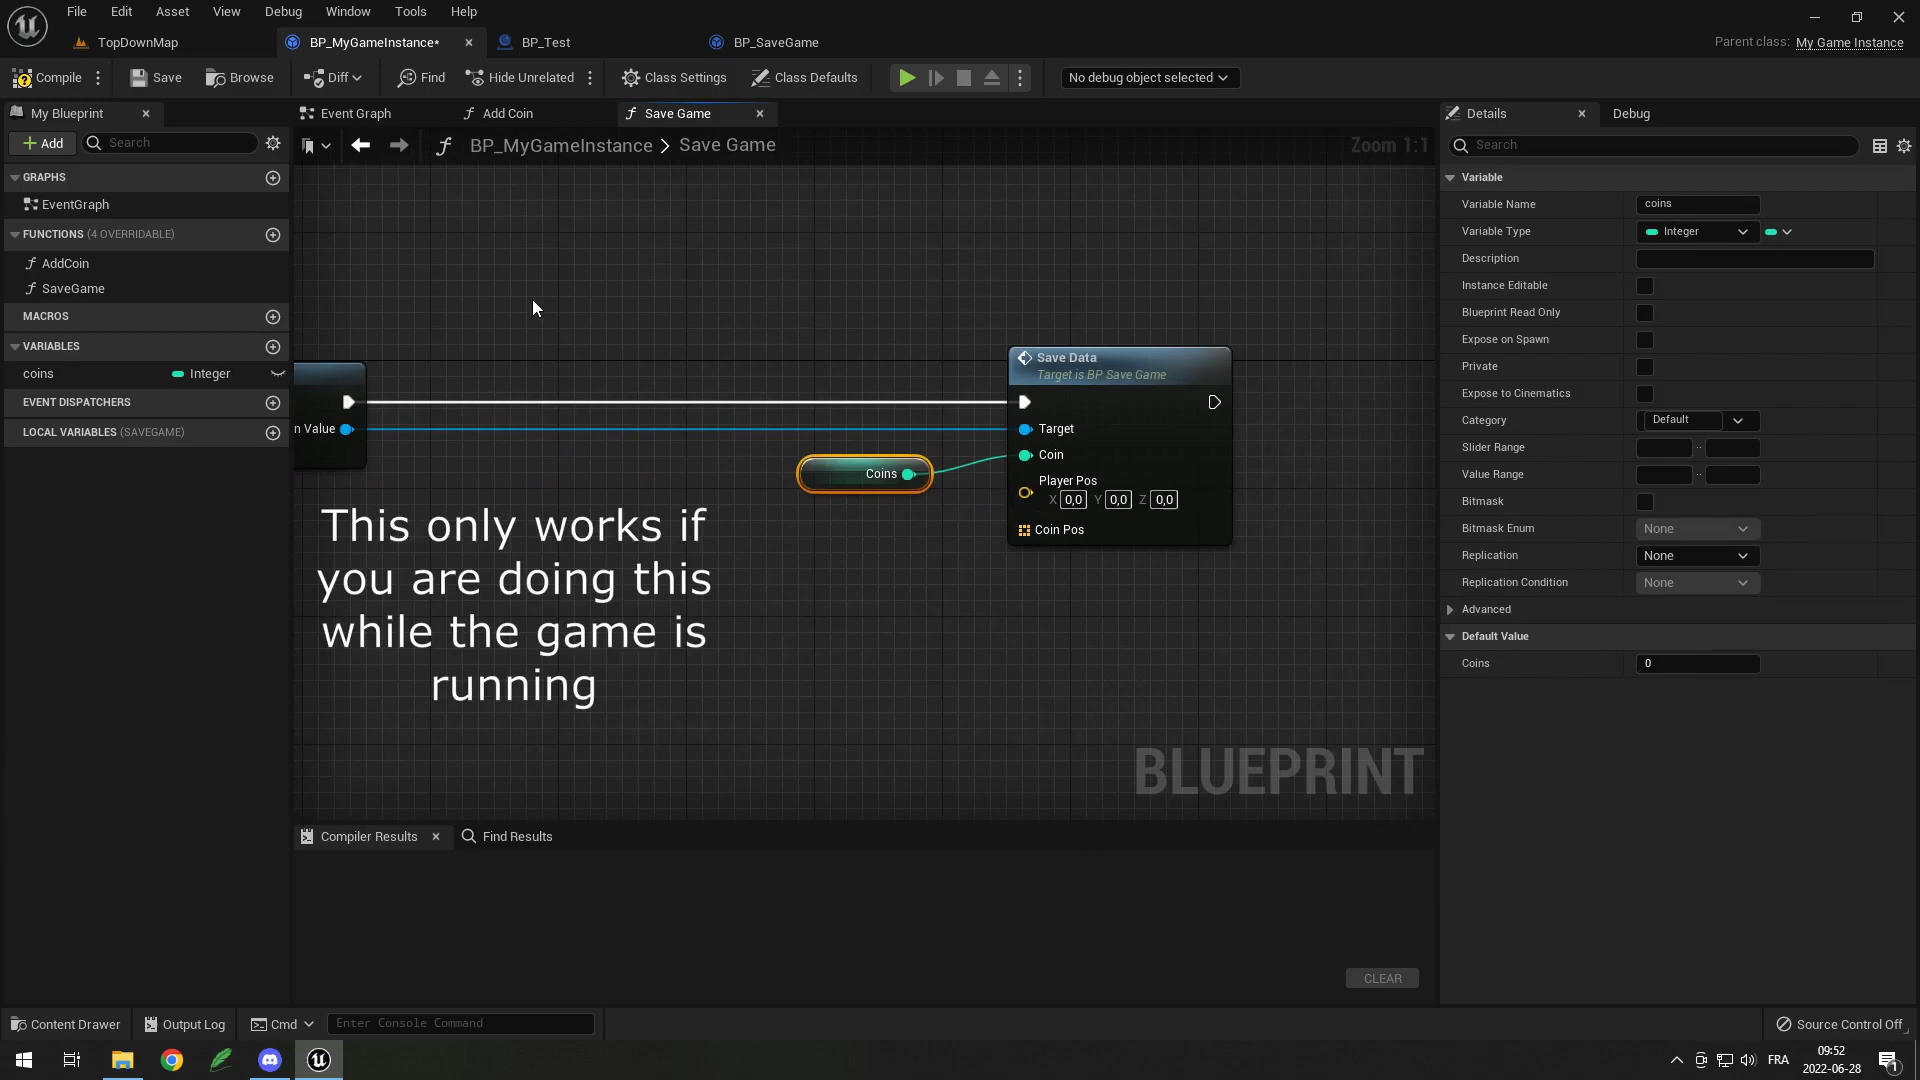 File Edit Asset View Debug Window Tools Help
TopDownMap
BP_MyGameInstance*
BP_Test
BP_SaveGame
Parent class: My Game Instance
Compile
Save
Browse
Diff
Find
Hide Unrelated
Class Settings
Class Defaults
No debug object selected
My Blueprint
Add
Search
GRAPHS
EventGraph
FUNCTIONS (4 OVERRIDABLE)
AddCoin
SaveGame
MACROS
VARIABLES
coins Integer
EVENT DISPATCHERS
LOCAL VARIABLES (SAVEGAME)
Event Graph
Add Coin
Save Game
BP_MyGameInstance > Save Game
Zoom 1:1
n Value
Coins
Save Data
Target is BP Save Game
Target
Coin
Player Pos
X 0,0 Y 0,0 Z 0,0
Coin Pos
This only works if
you are doing this
while the game is
running
BLUEPRINT
Compiler Results
Find Results
CLEAR
Details
Debug
Search
Variable
Variable Name coins
Variable Type Integer
Description
Instance Editable
Blueprint Read Only
Expose on Spawn
Private
Expose to Cinematics
Category Default
Slider Range ..
Value Range ..
Bitmask
Bitmask Enum None
Replication None
Replication Condition None
Advanced
Default Value
Coins 0
Content Drawer
Output Log
Cmd
Enter Console Command
Source Control Off
FRA
09:52
2022-06-28
1